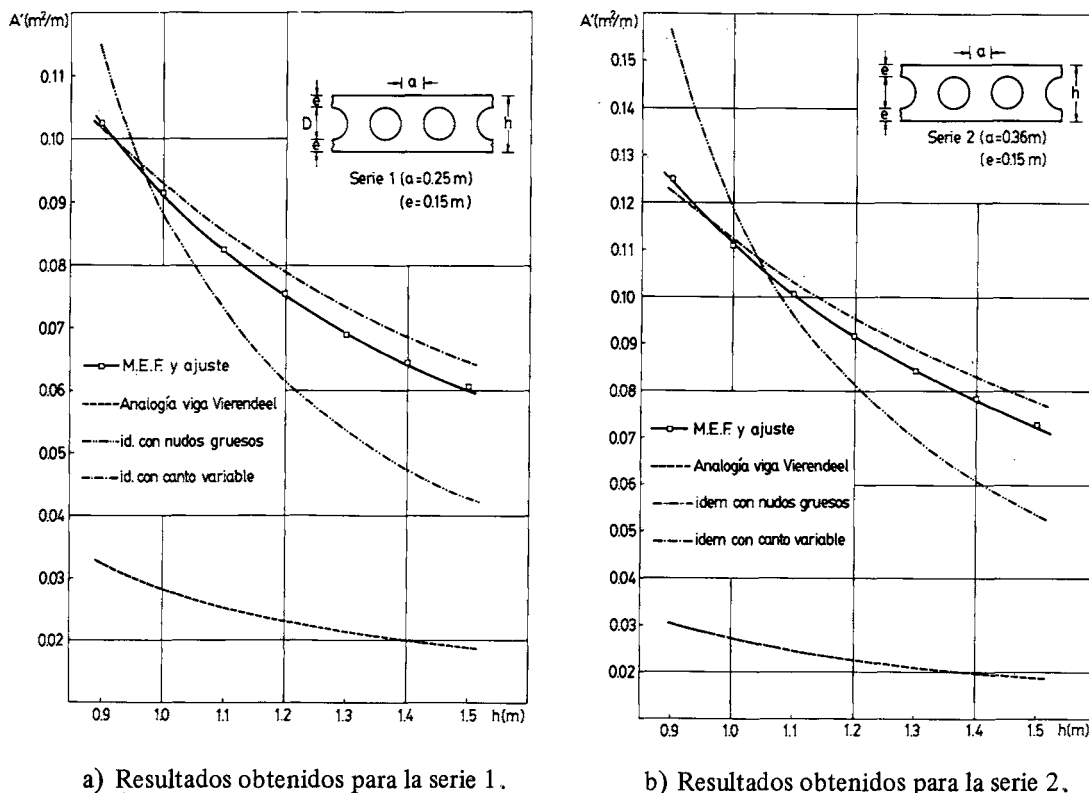 A'(m²/m)
0.11
0.10
0.09
0.08
0.07
0.06
0.05
0.04
0.03
0.02
0.9
1.0
1.1
1.2
1.3
1.4
1.5
h(m)
a
e
D
e
h
Serie 1 (a=0.25 m)
(e=0.15 m)
M.E.F. y ajuste
Analogía viga Vierendeel
id. con nudos gruesos
id. con canto variable
a) Resultados obtenidos para la serie 1.
A'(m²/m)
0.16
0.15
0.14
0.13
0.12
0.11
0.10
0.09
0.08
0.07
0.06
0.05
0.04
0.03
0.02
0.9
1.0
1.1
1.2
1.3
1.4
1.5
h(m)
a
e
e
h
Serie 2 (a=0.36m)
(e=0.15 m)
M.E.F. y ajuste
Analogía viga Vierendeel
idem con nudos gruesos
idem con canto variable
b) Resultados obtenidos para la serie 2.